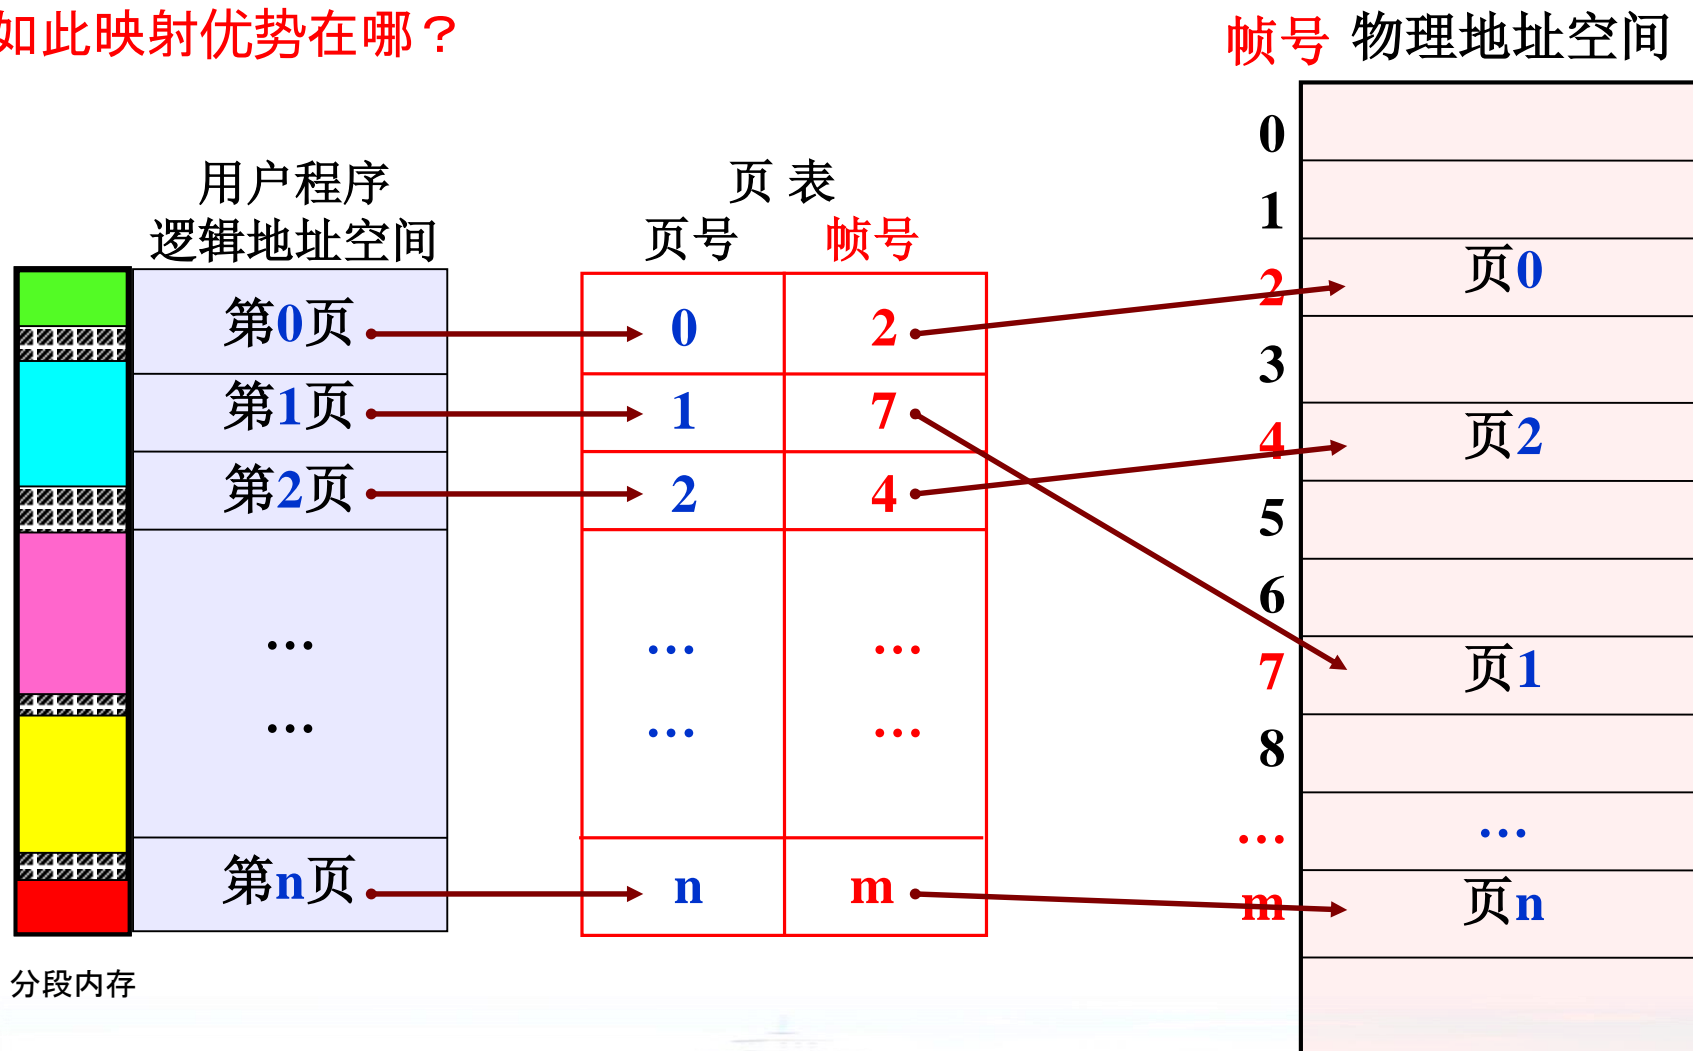 如此映射优势在哪？
帧号 物理地址空间
用户程序
逻辑地址空间
页 表
页号 帧号
第0页 0 2
第1页 1 7
第2页 2 4
… … …
… … …
第n页 n m
0
1
2 页0
3
4 页2
5
6
7 页1
8
… …
m 页n
分段内存